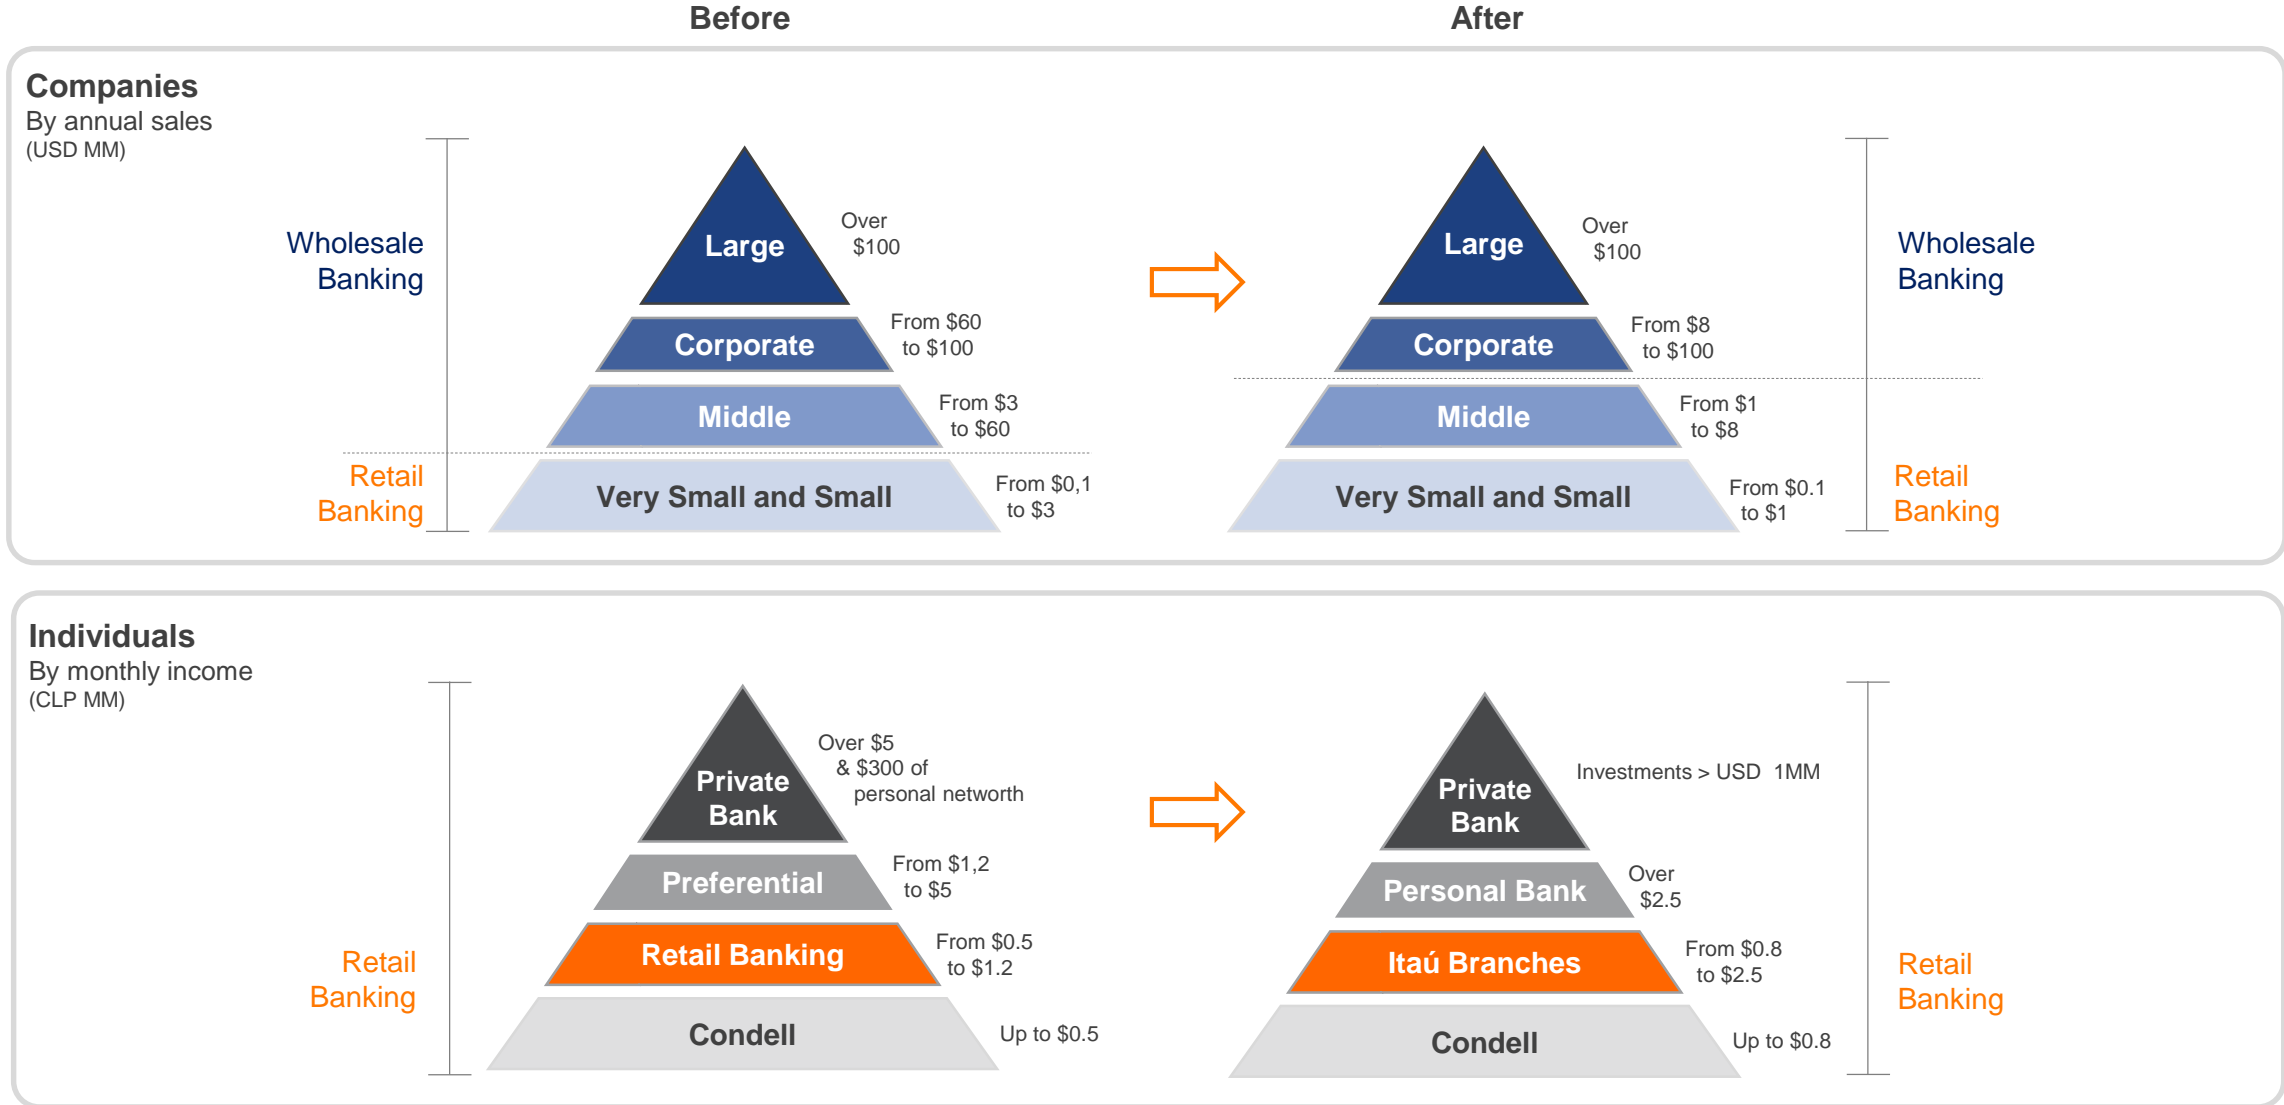 Before
After
Companies
By annual sales
(USD MM)
Wholesale
Banking
Retail
Banking
Large
Over
$100
Corporate
From $60
to $100
Middle
From $3
to $60
Very Small and Small
From $0,1
to $3
Large
Over
$100
Corporate
From $8
to $100
Middle
From $1
to $8
Very Small and Small
From $0.1
to $1
Wholesale
Banking
Retail
Banking
Individuals
By monthly income
(CLP MM)
Retail
Banking
Private
Bank
Over $5
& $300 of
personal networth
Preferential
From $1,2
to $5
Retail Banking
From $0.5
to $1.2
Condell
Up to $0.5
Private
Bank
Investments > USD 1MM
Personal Bank
Over
$2.5
Itaú Branches
From $0.8
to $2.5
Condell
Up to $0.8
Retail
Banking